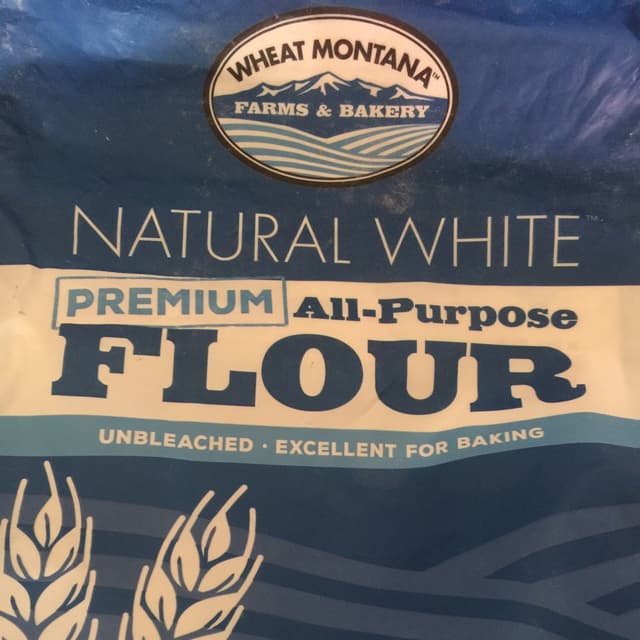 WHEAT MONTANA™
FARMS & BAKERY
NATURAL WHITE™
PREMIUM All-Purpose
FLOUR
UNBLEACHED · EXCELLENT FOR BAKING